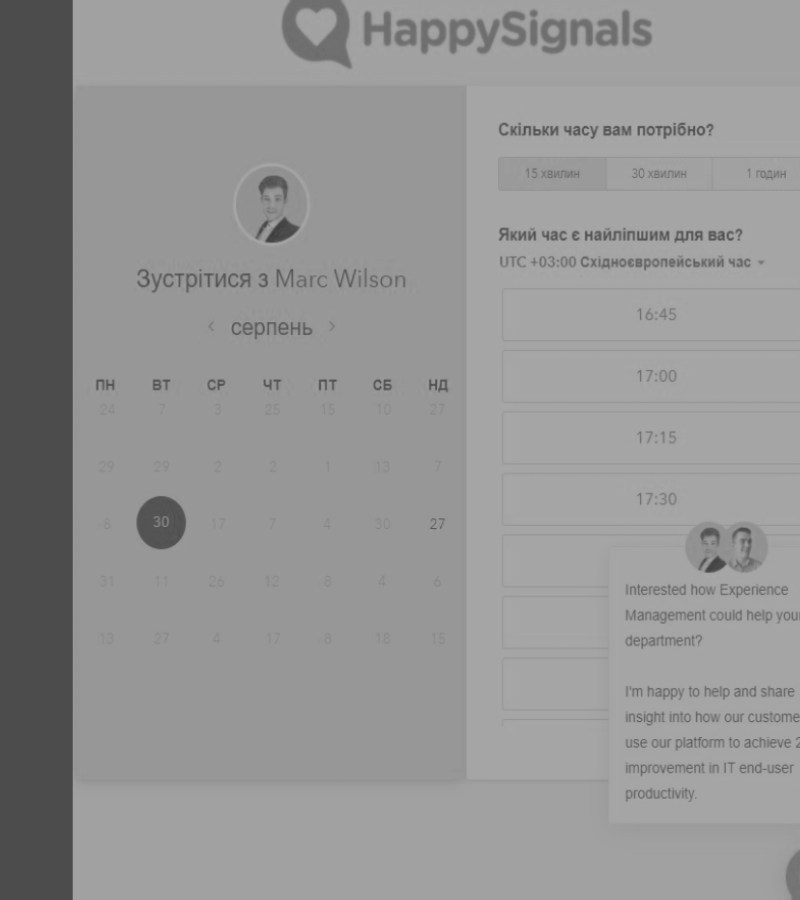 HappySignals
Зустрітися з Marc Wilson
серпень
ПН ВТ СР ЧТ ПТ СБ НД
24 7 3 25 15 10 27
29 29 2 2 1 13 7
8 30 17 7 4 30 27
31 11 26 12 8 4 6
13 27 4 17 8 18 15
Скільки часу вам потрібно?
15 хвилин 30 хвилин 1 годин
Який час є найліпшим для вас?
UTC +03:00 Східноєвропейський час
16:45
17:00
17:15
17:30
Interested how Experience
Management could help your
department?
I'm happy to help and share
insight into how our custome
use our platform to achieve 2
improvement in IT end-user
productivity.